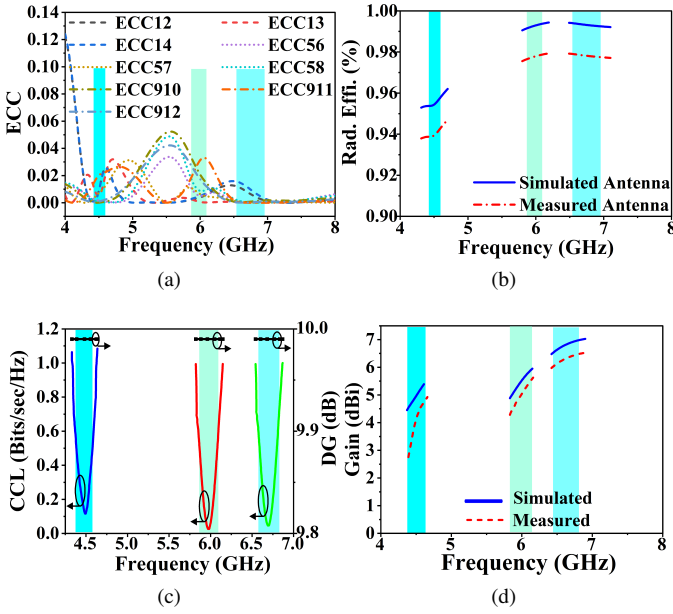 ECC12 ECC13
ECC14 ECC56
ECC57 ECC58
ECC910 ECC911
ECC912
0.14
0.12
0.10
0.08
0.06
0.04
0.02
0.00
ECC
4 5 6 7 8
Frequency (GHz)
(a)
1.00
0.98
0.96
0.94
0.92
0.90
Rad. Effi. (%)
Simulated Antenna
Measured Antenna
4 5 6 7 8
Frequency (GHz)
(b)
1.2
1.0
0.8
0.6
0.4
0.2
0.0
CCL (Bits/sec/Hz)
10.0
9.9
9.8
DG (dB)
4.5 5.0 5.5 6.0 6.5 7.0
Frequency (GHz)
(c)
7
6
5
4
3
2
1
0
Gain (dBi)
Simulated
Measured
4 5 6 7 8
Frequency (GHz)
(d)